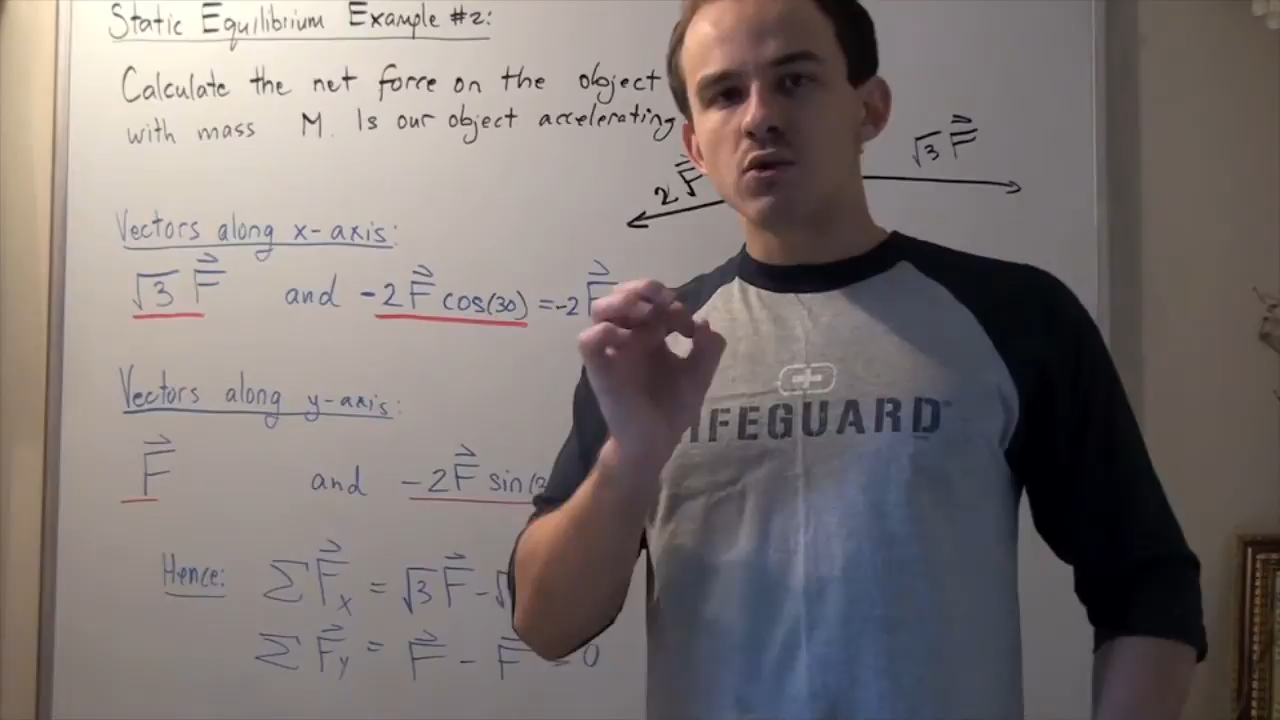 Static Equilibrium Example #2:
Calculate the net force on the object
with mass M. Is our object accelerating
√3 F⃗
2 F⃗
Vectors along x-axis:
√3 F⃗ and -2 F⃗ cos(30) = -2 F⃗
Vectors along y-axis:
F⃗ and -2 F⃗ sin(
IFEGUARD
Hence: ∑ F⃗x = √3 F⃗ - √
∑ F⃗y = F⃗ - F⃗ = 0